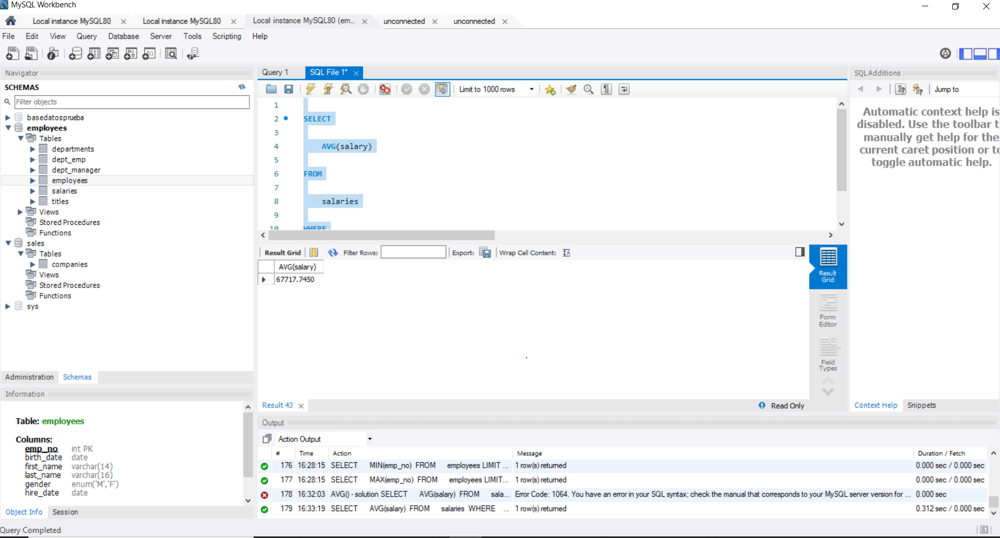 MySQL Workbench
Local instance MySQL80 Local instance MySQL80 Local instance MySQL80 (em... unconnected unconnected
File Edit View Query Database Server Tools Scripting Help
Navigator
SCHEMAS
Filter objects
basedatosprueba
employees
Tables
departments
dept_emp
dept_manager
employees
salaries
titles
Views
Stored Procedures
Functions
sales
Tables
companies
Views
Stored Procedures
Functions
sys
Administration Schemas
Information
Table: employees
Columns:
emp_no int PK
birth_date date
first_name varchar(14)
last_name varchar(16)
gender enum('M','F')
hire_date date
Object Info Session
Query Completed
Query 1 SQL File 1*
Limit to 1000 rows
1
2 SELECT
3
4 AVG(salary)
5
6 FROM
7
8 salaries
9
10 WHERE
Result Grid Filter Rows: Export: Wrap Cell Content:
AVG(salary)
67717.7450
Result Grid
Form Editor
Field Types
Result 43 Read Only
Output
Action Output
# Time Action Message Duration / Fetch
176 16:28:15 SELECT MIN(emp_no) FROM employees LIMIT ... 1 row(s) returned 0.000 sec / 0.000 sec
177 16:28:15 SELECT MAX(emp_no) FROM employees LIMIT... 1 row(s) returned 0.000 sec / 0.000 sec
178 16:32:03 AVG() - solution SELECT AVG(salary) FROM sala... Error Code: 1064. You have an error in your SQL syntax; check the manual that corresponds to your MySQL server version for ... 0.000 sec
179 16:33:19 SELECT AVG(salary) FROM salaries WHERE ... 1 row(s) returned 0.312 sec / 0.000 sec
SQLAdditions
Jump to
Automatic context help is
disabled. Use the toolbar t
manually get help for the
current caret position or to
toggle automatic help.
Context Help Snippets